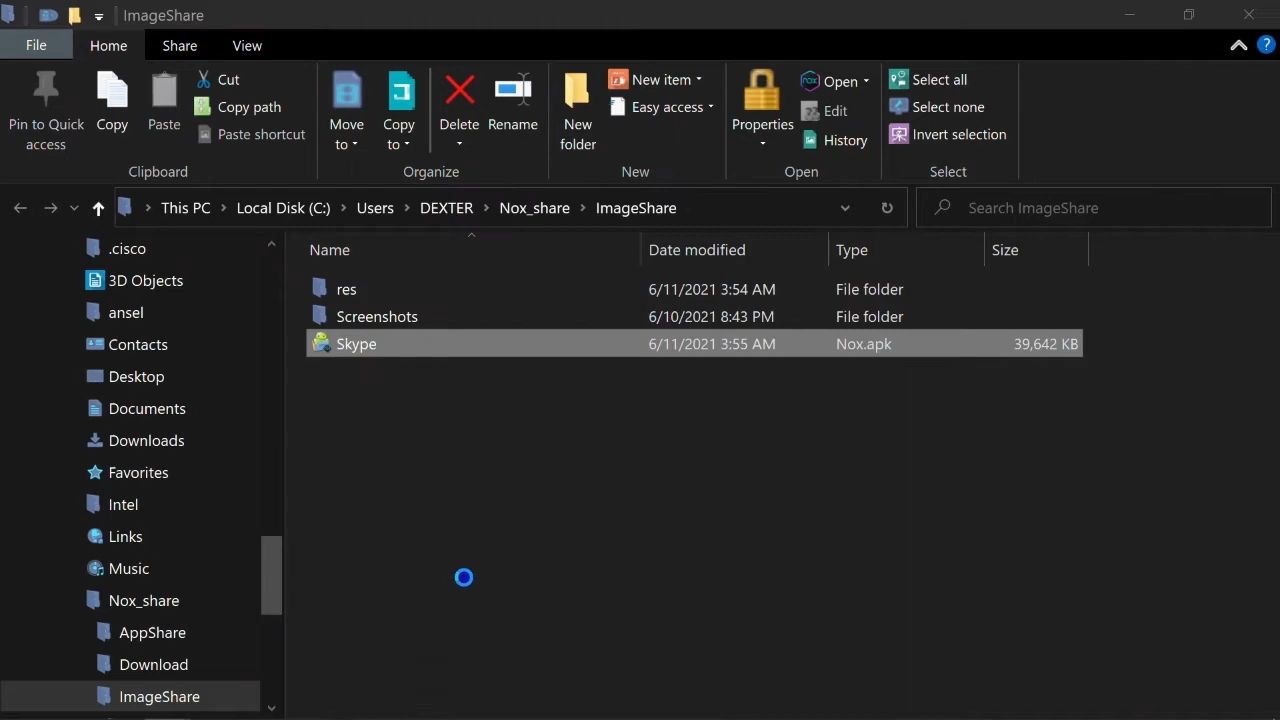 ImageShare
File
Home
Share
View
Pin to Quick access
Copy
Paste
Cut
Copy path
Paste shortcut
Clipboard
Move to
Copy to
Delete
Rename
Organize
New folder
New item
Easy access
New
Properties
Open
Edit
History
Open
Select all
Select none
Invert selection
Select
This PC > Local Disk (C:) > Users > DEXTER > Nox_share > ImageShare
Search ImageShare
Name Date modified Type Size
res 6/11/2021 3:54 AM File folder
Screenshots 6/10/2021 8:43 PM File folder
Skype 6/11/2021 3:55 AM Nox.apk 39,642 KB
.cisco
3D Objects
ansel
Contacts
Desktop
Documents
Downloads
Favorites
Intel
Links
Music
Nox_share
AppShare
Download
ImageShare